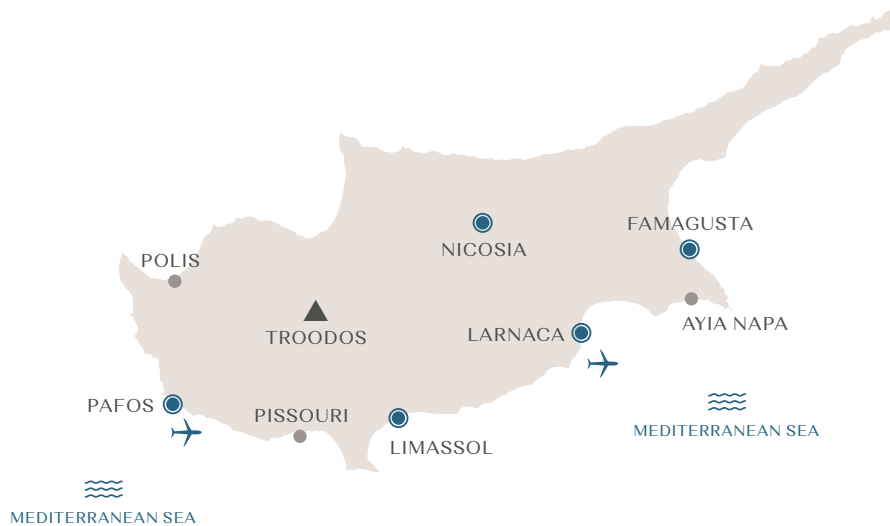 FAMAGUSTA
NICOSIA
POLIS
AYIA NAPA
TROODOS
LARNACA
PAFOS
PISSOURI
MEDITERRANEAN SEA
LIMASSOL
MEDITERRANEAN SEA